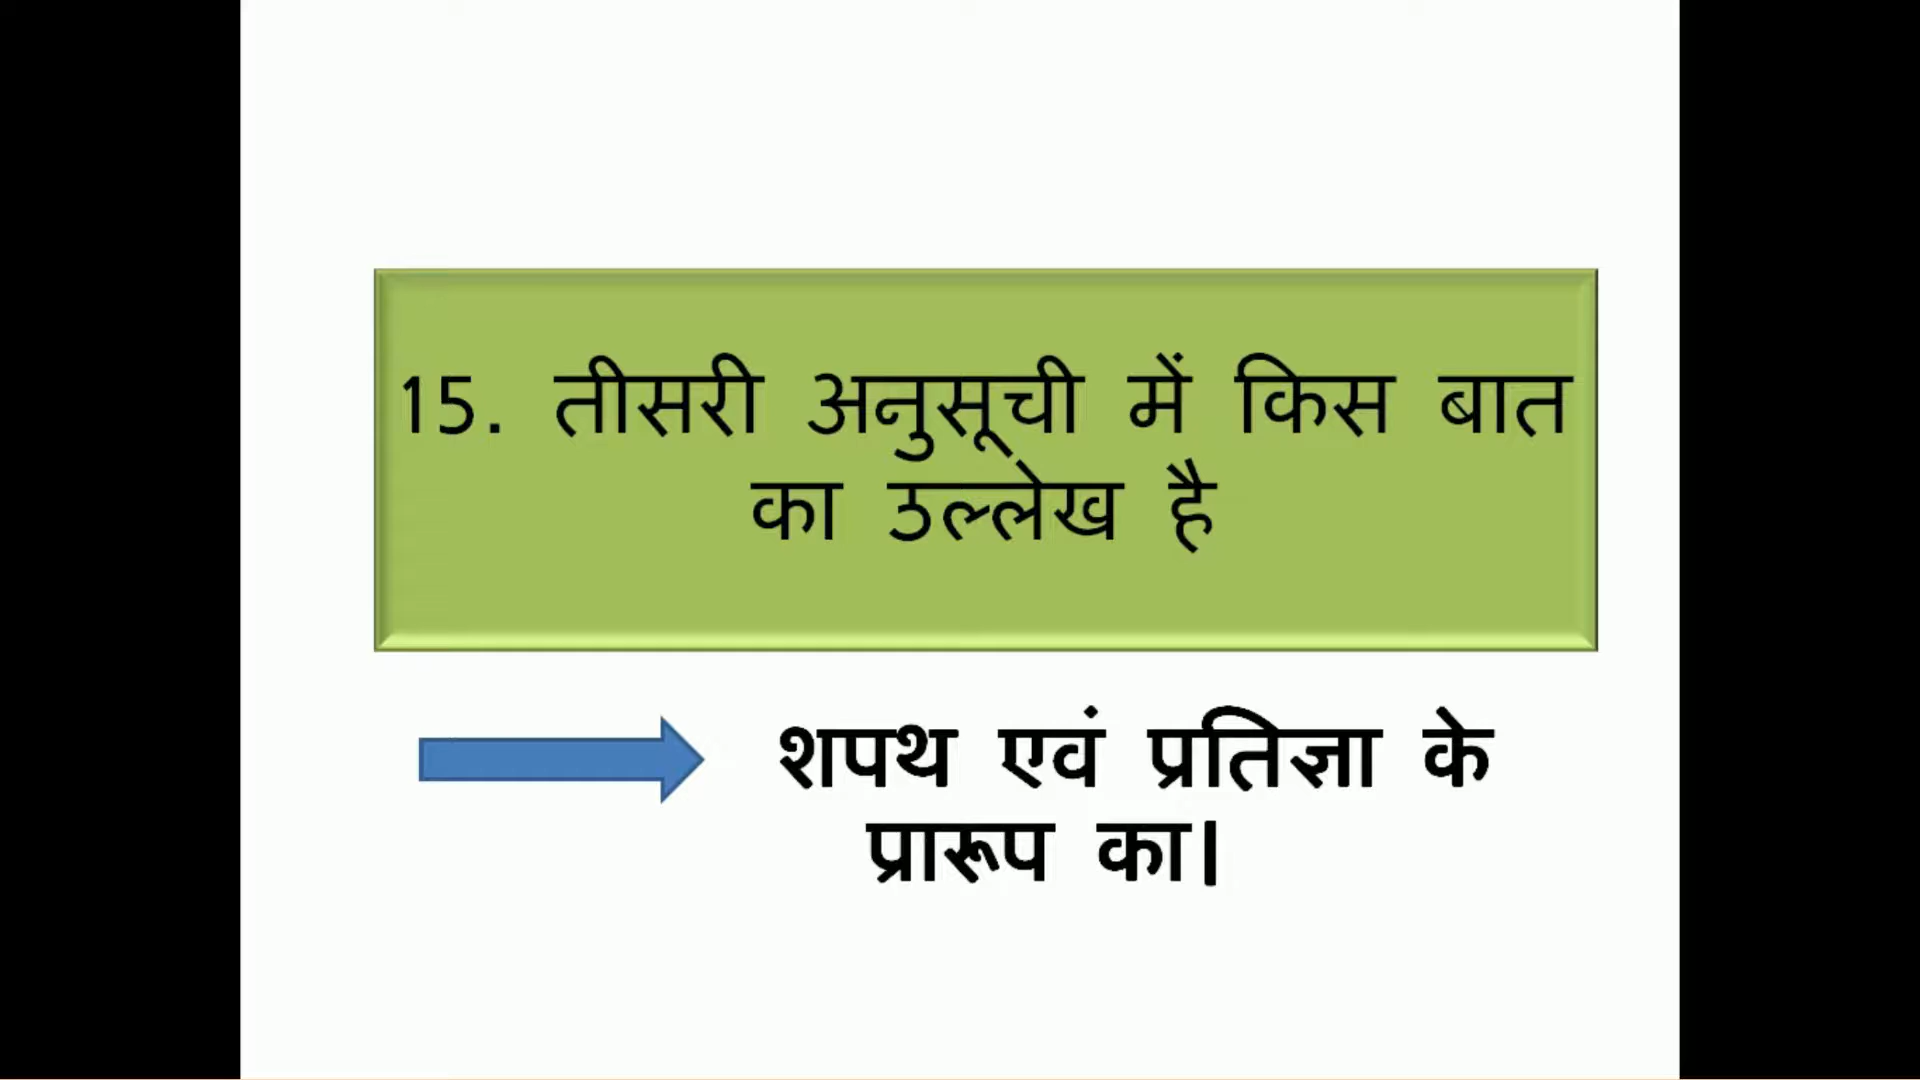 15. तीसरी अनुसूची में किस बात
का उल्लेख है
शपथ एवं प्रतिज्ञा के
प्रारूप का।